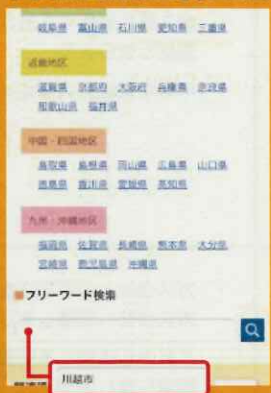 岐阜県 富山県 石川県 愛知県 三重県
近畿地区
滋賀県 京都府 大阪府 兵庫県 奈良県
和歌山県 福井県
中国・四国地区
鳥取県 島根県 岡山県 広島県 山口県
徳島県 香川県 愛媛県 高知県
九州・沖縄地区
福岡県 佐賀県 長崎県 熊本県 大分県
宮崎県 鹿児島県 沖縄県
フリーワード検索
川越市